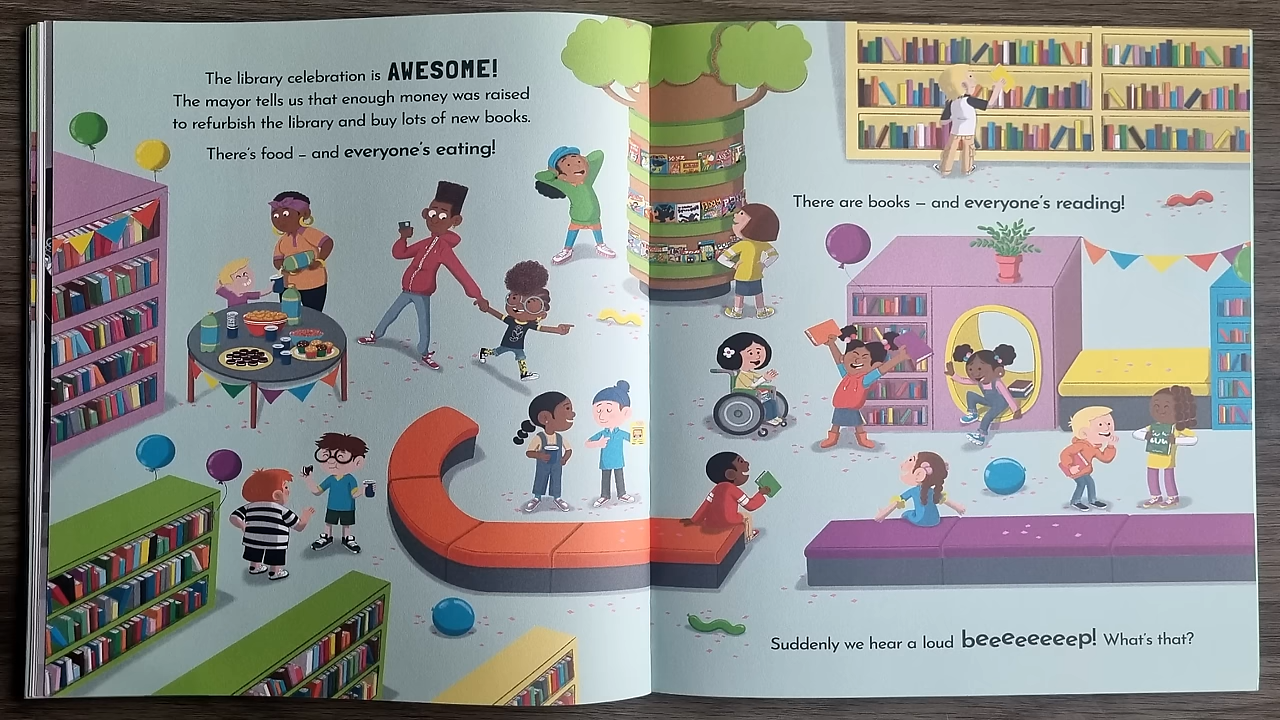 The library celebration is AWESOME!
The mayor tells us that enough money was raised
to refurbish the library and buy lots of new books.
There's food – and everyone's eating!
There are books – and everyone's reading!
Suddenly we hear a loud beeeeeeeep! What's that?